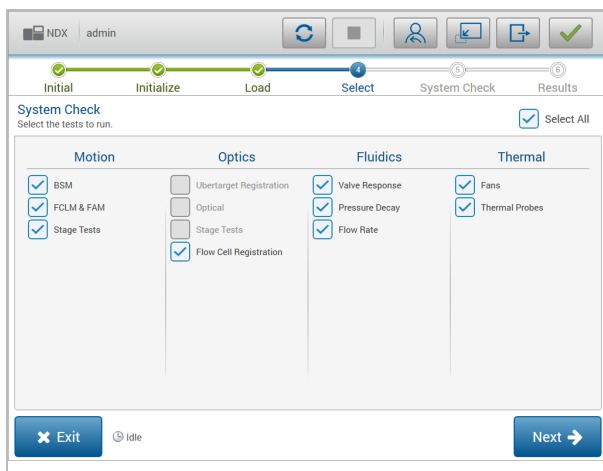 NDX admin
4 5 6
Initial Initialize Load Select System Check Results
System Check
Select the tests to run.
Select All
Motion Optics Fluidics Thermal
BSM Ubertarget Registration Valve Response Fans
FCLM & FAM Optical Pressure Decay Thermal Probes
Stage Tests Stage Tests Flow Rate
Flow Cell Registration
Exit Idle Next